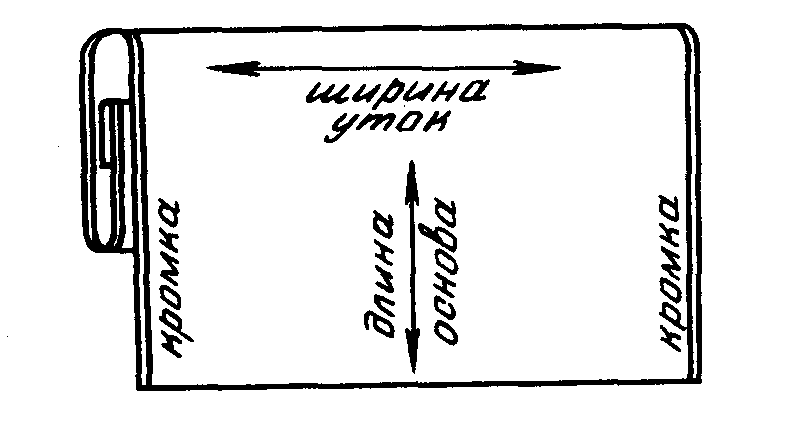 ширина
уток
кромка
длина
основа
кромка